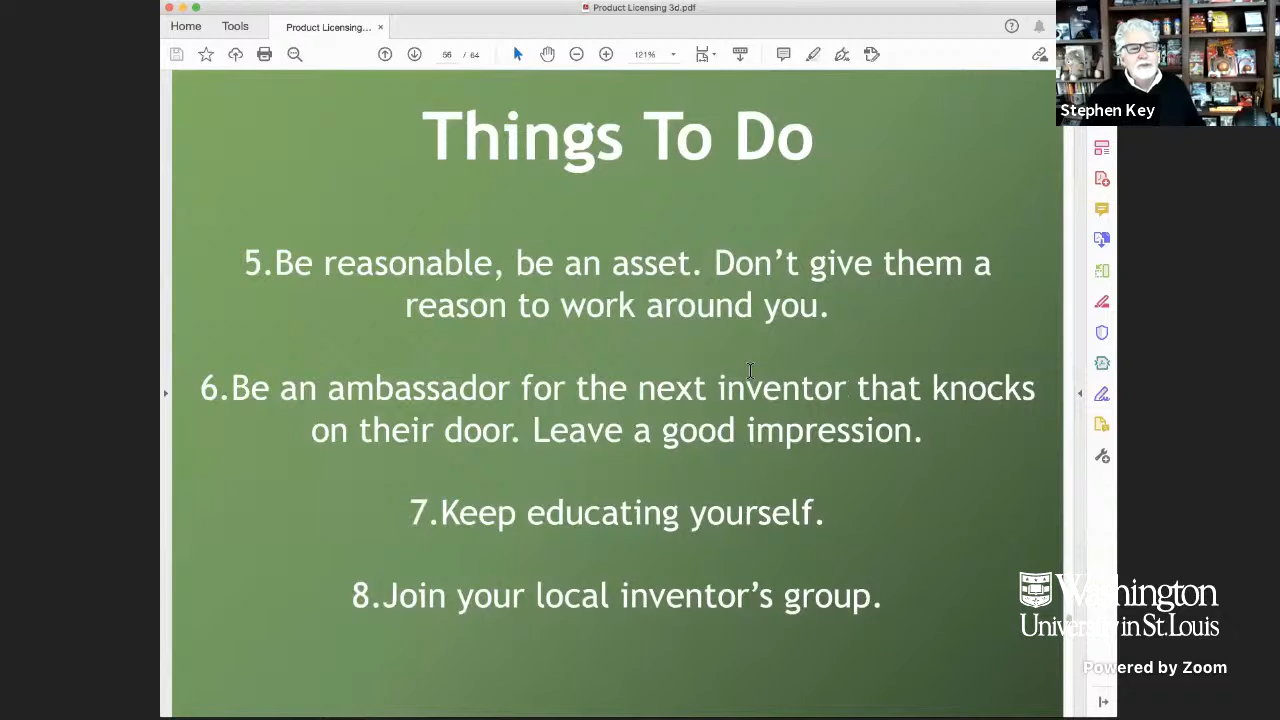 Product Licensing 3d.pdf
Home
Tools
Product Licensing...
56 / 64
121%
Stephen Key
Things To Do
5.Be reasonable, be an asset. Don't give them a
reason to work around you.
6.Be an ambassador for the next inventor that knocks
on their door. Leave a good impression.
7.Keep educating yourself.
8.Join your local inventor's group.
Washington
University in St.Louis
Powered by Zoom